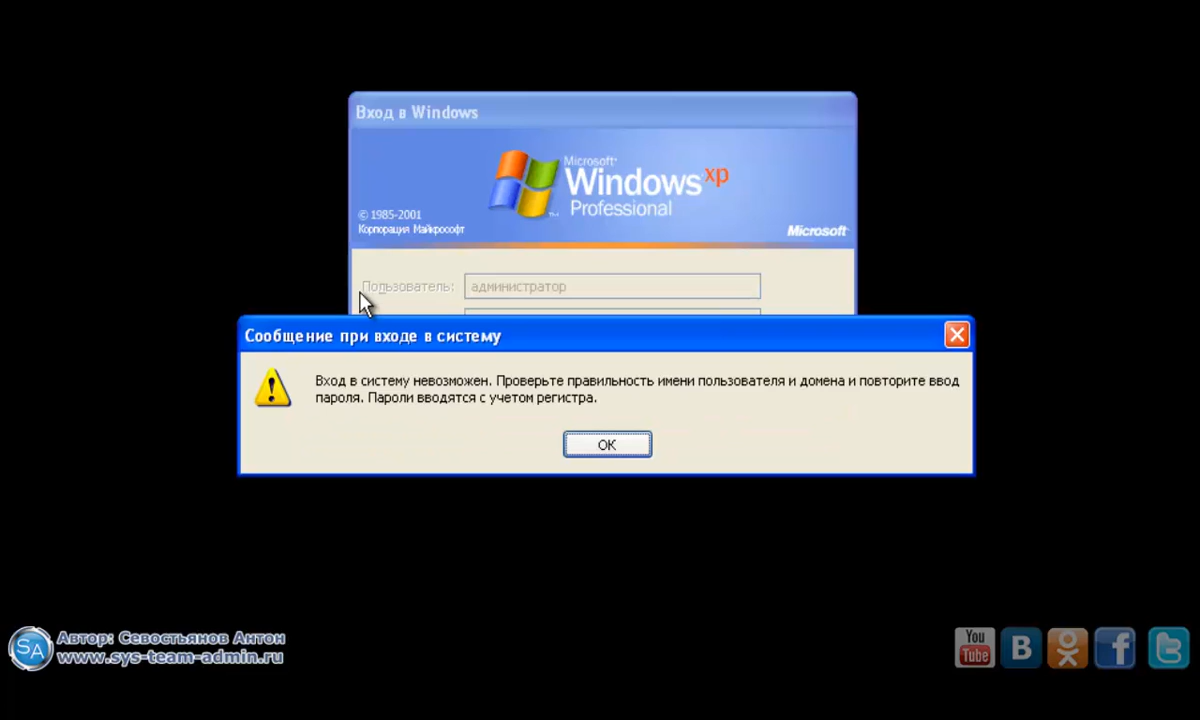 Вход в Windows
Microsoft®
Windows xp
Professional
© 1985-2001
Корпорация Майкрософт
Microsoft
Пользователь: администратор
Сообщение при входе в систему
Вход в систему невозможен. Проверьте правильность имени пользователя и домена и повторите ввод
пароля. Пароли вводятся с учетом регистра.
ОК
SA
Автор: Севостьянов Антон
www.sys-team-admin.ru
You
Tube
B
f
t